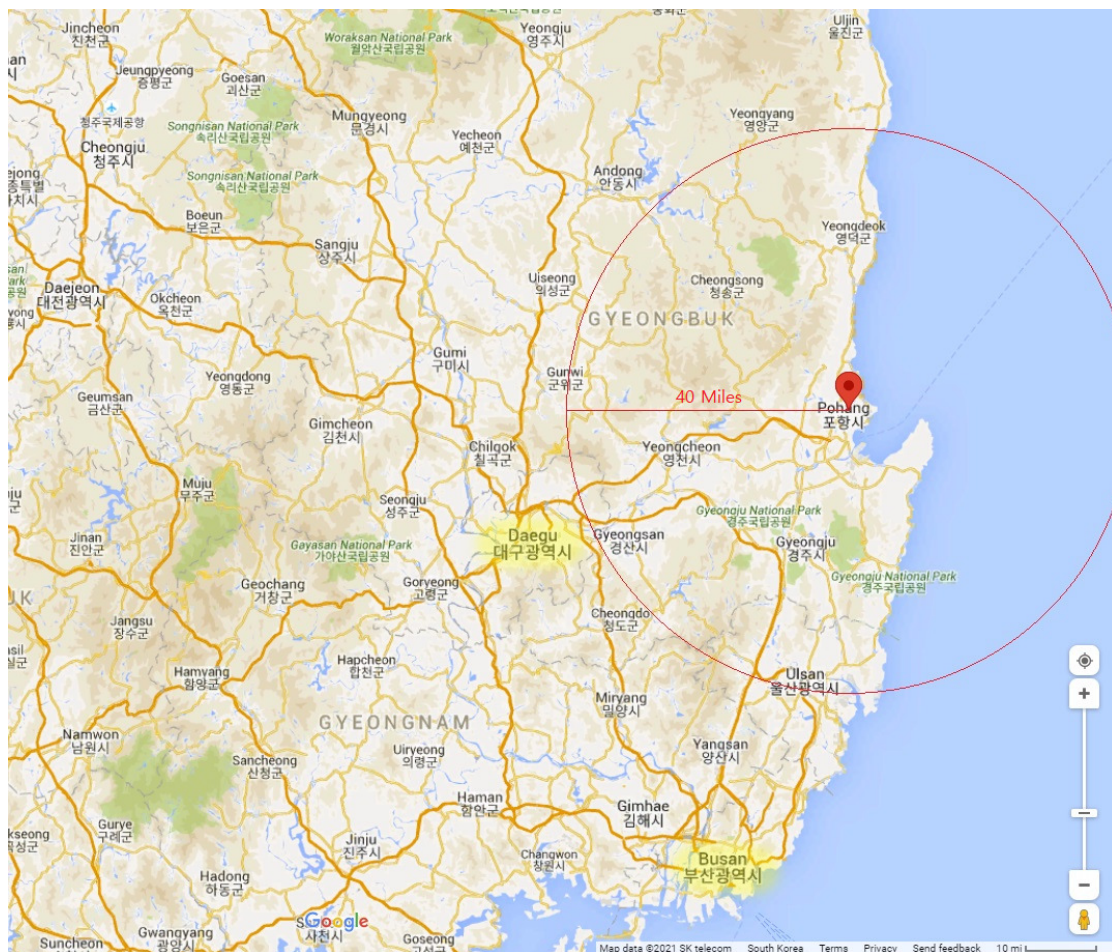 Jincheon
진천군
Woraksan National Park
월악산국립공원
Yeongju
영주시
Uljin
울진군
Jeungpyeong
증평군
Goesan
괴산군
청주국제공항
Mungyeong
문경시
Yecheon
예천군
Yeongyang
영양군
Songnisan National Park
속리산국립공원
Cheongju
청주시
Andong
안동시
Songnisan National Park
속리산국립공원
Boeun
보은군
Sangju
상주시
Yeongdeok
영덕군
Uiseong
의성군
Cheongsong
청송군
Daejeon
대전광역시
Okcheon
옥천군
GYEONGBUK
Gumi
구미시
Gunwi
군위군
Yeongdong
영동군
Geumsan
금산군
40 Miles
Pohang
포항시
Gimcheon
김천시
Chilgok
칠곡군
Yeongcheon
영천시
Muju
무주군
Seongju
성주군
Gyeongju National Park
경주국립공원
Jinan
진안군
Gayasan National Park
가야산국립공원
Daegu
대구광역시
Gyeongsan
경산시
Gyeongju
경주시
Gyeongju National Park
경주국립공원
Geochang
거창군
Goryeong
고령군
Jangsu
장수군
Cheongdo
청도군
Hapcheon
합천군
Hamyang
함양군
Ulsan
울산광역시
Miryang
밀양시
GYEONGNAM
Namwon
남원시
Uiryeong
의령군
Yangsan
양산시
Sancheong
산청군
Haman
함안군
Gimhae
김해시
Gurye
구례군
Jinju
진주시
Changwon
창원시
Busan
부산광역시
Hadong
하동군
Google
사천시
Gwangyang
광양시
Goseong
Suncheon
Map data ©2021 SK telecom South Korea Terms Privacy Send feedback 10 mi